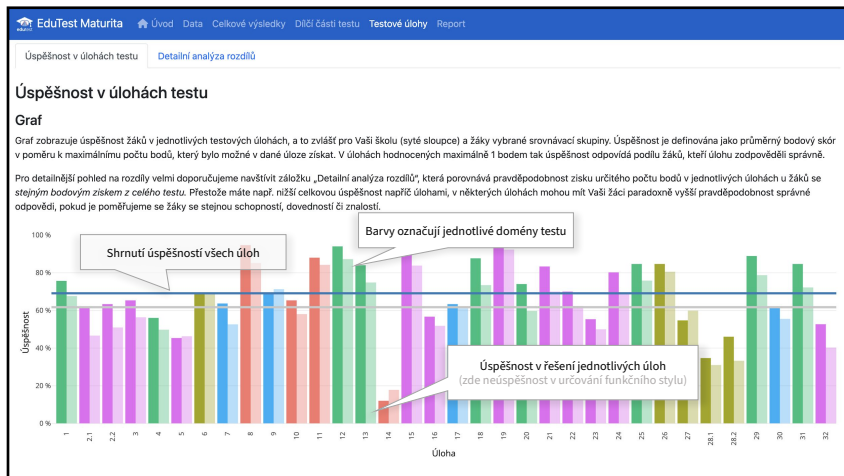 EduTest Maturita Úvod Data Celkové výsledky Dílčí části testu Testové úlohy Report
edutest
Úspěšnost v úlohách testu Detailní analýza rozdílů
Úspěšnost v úlohách testu
Graf
Graf zobrazuje úspěšnost žáků v jednotlivých testových úlohách, a to zvlášť pro Vaši školu (syté sloupce) a žáky vybrané srovnávací skupiny. Úspěšnost je definována jako průměrný bodový skór
v poměru k maximálnímu počtu bodů, který bylo možné v dané úloze získat. V úlohách hodnocených maximálně 1 bodem tak úspěšnost odpovídá podílu žáků, kteří úlohu zodpověděli správně.
Pro detailnější pohled na rozdíly velmi doporučujeme navštívit záložku „Detailní analýza rozdílů“, která porovnává pravděpodobnost zisku určitého počtu bodů v jednotlivých úlohách u žáků se
stejným bodovým ziskem z celého testu. Přestože máte např. nižší celkovou úspěšnost napříč úlohami, v některých úlohách mohou mít Vaši žáci paradoxně vyšší pravděpodobnost správné
odpovědi, pokud je poměřujeme se žáky se stejnou schopností, dovedností či znalostí.
Barvy označují jednotlivé domény testu
Shrnutí úspěšností všech úloh
100 %
80 %
60 %
40 %
20 %
0 %
Úspěšnost
Úspěšnost v řešení jednotlivých úloh
(zde neúspěšnost v určování funkčního stylu)
1 2.1 2.2 3 4 5 6 7 8 9 10 11 12 13 14 15 16 17 18 19 20 21 22 23 24 25 26 27 28.1 28.2 29 30 31 32
Úloha